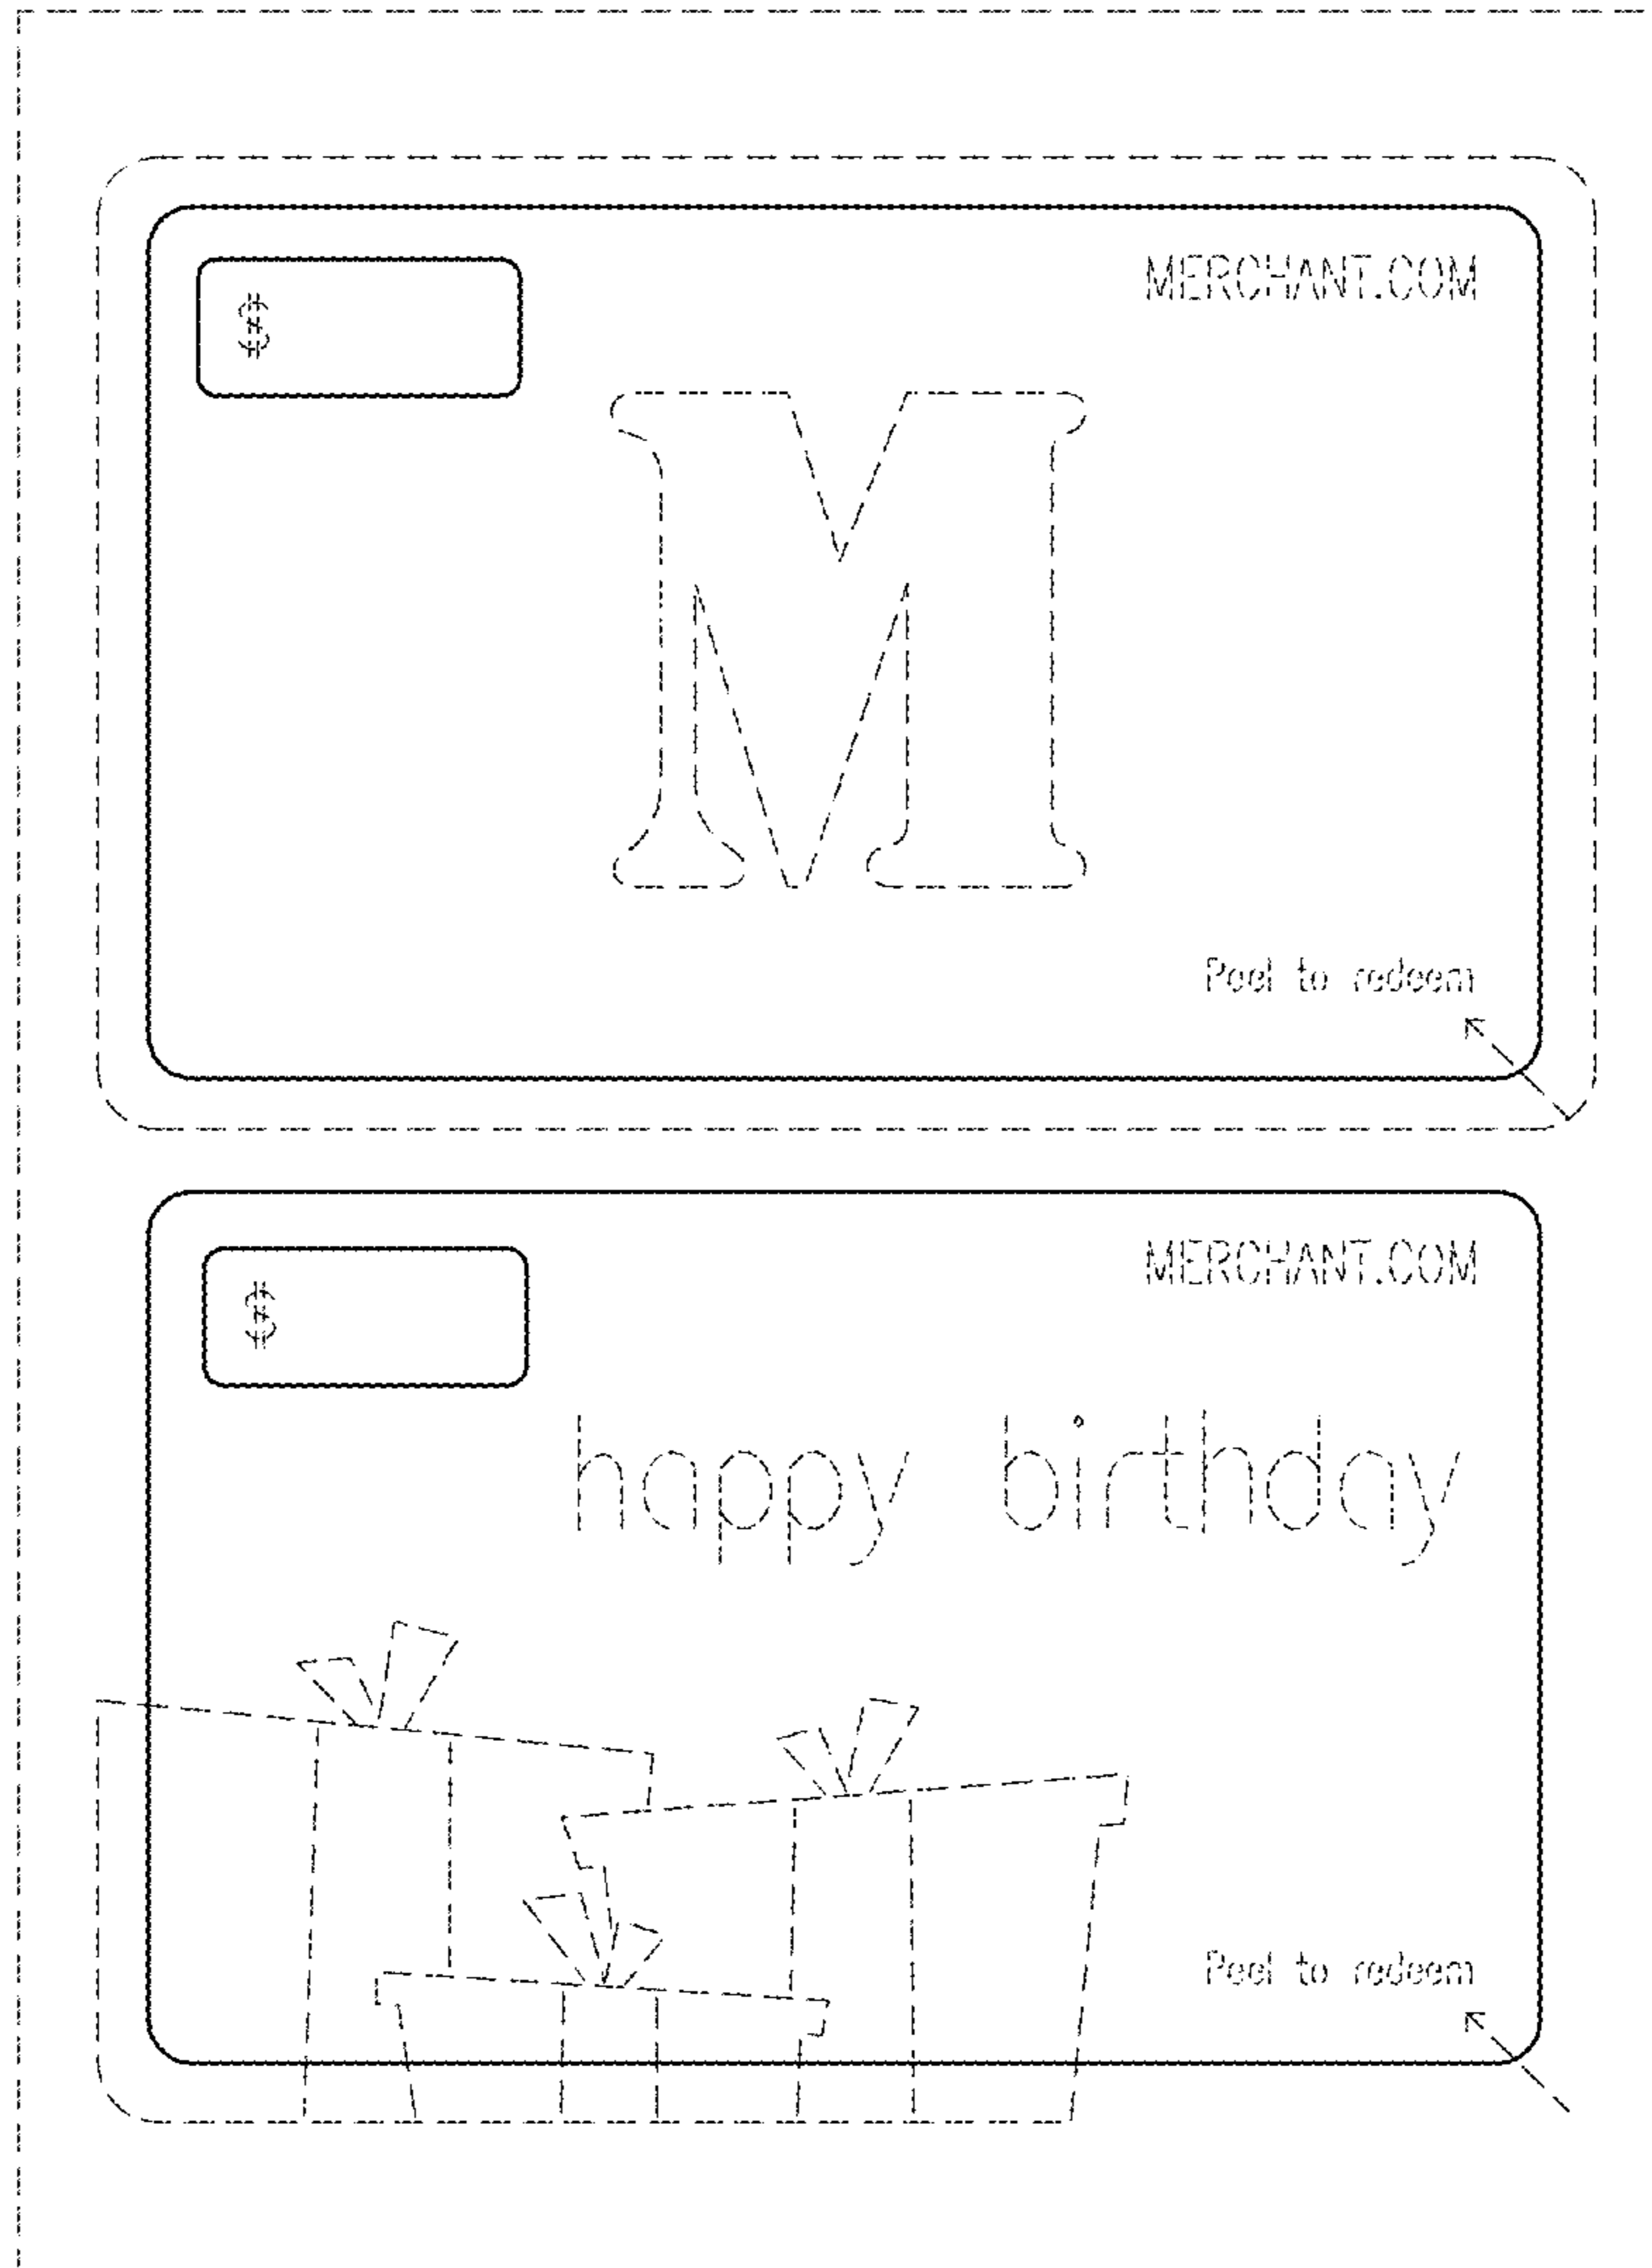 MERCHANT.COM
$
M
Peel to redeem
MERCHANT.COM
$
happy birthday
Peel to redeem